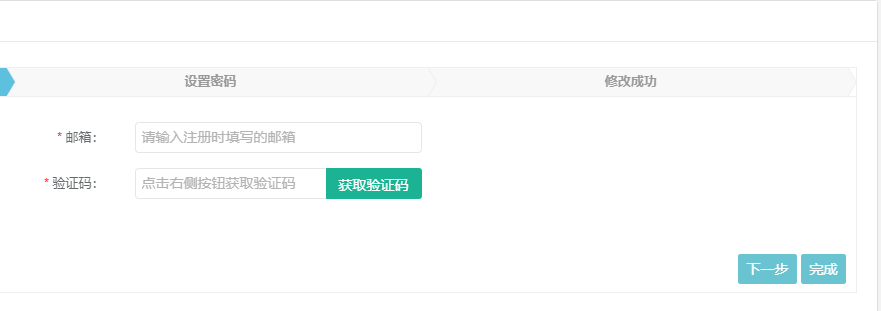 设置密码 修改成功
* 邮箱： 请输入注册时填写的邮箱
* 验证码： 点击右侧按钮获取验证码 获取验证码
下一步 完成